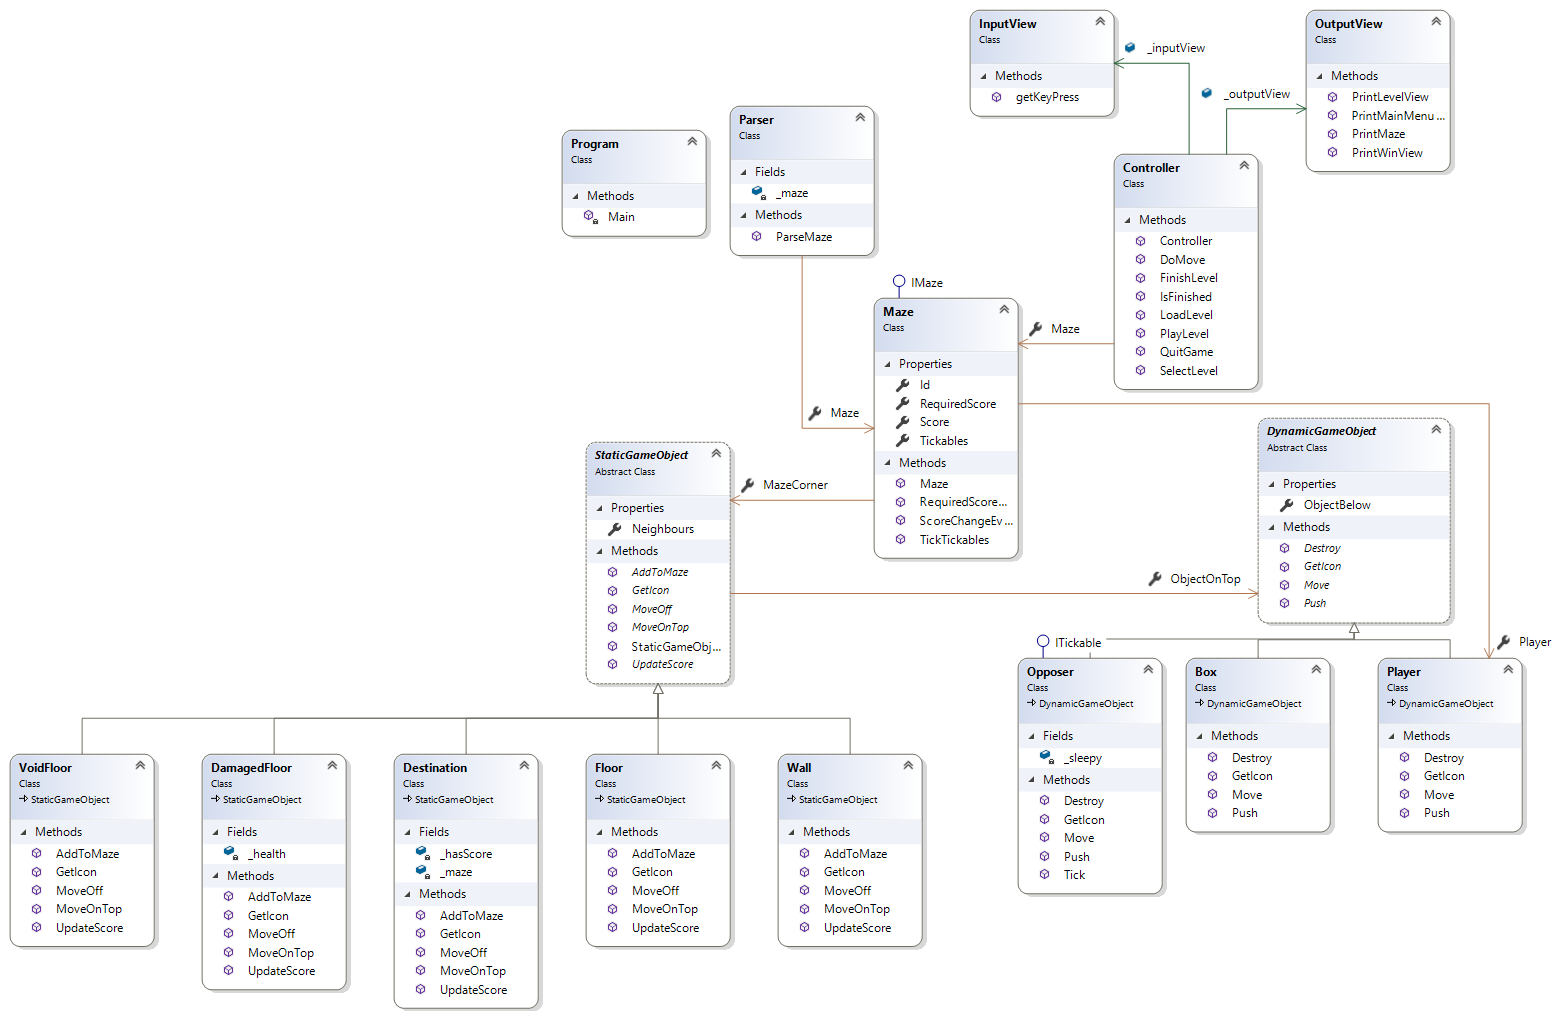 InputView
Class
Methods
getKeyPress
_inputView
OutputView
Class
Methods
PrintLevelView
PrintMainMenu ...
PrintMaze
PrintWinView
_outputView
Program
Class
Methods
Main
Parser
Class
Fields
_maze
Methods
ParseMaze
Controller
Class
Methods
Controller
DoMove
FinishLevel
IsFinished
LoadLevel
PlayLevel
QuitGame
SelectLevel
IMaze
Maze
Class
Properties
Id
RequiredScore
Score
Tickables
Methods
Maze
RequiredScore...
ScoreChangeEv ...
TickTickables
Maze
Maze
MazeCorner
StaticGameObject
Abstract Class
Properties
Neighbours
Methods
AddToMaze
GetIcon
MoveOff
MoveOnTop
StaticGameObj...
UpdateScore
ObjectOnTop
DynamicGameObject
Abstract Class
Properties
ObjectBelow
Methods
Destroy
GetIcon
Move
Push
Player
ITickable
Opposer
Class
DynamicGameObject
Fields
_sleepy
Methods
Destroy
GetIcon
Move
Push
Tick
Box
Class
DynamicGameObject
Methods
Destroy
GetIcon
Move
Push
Player
Class
DynamicGameObject
Methods
Destroy
GetIcon
Move
Push
VoidFloor
Class
StaticGameObject
Methods
AddToMaze
GetIcon
MoveOff
MoveOnTop
UpdateScore
DamagedFloor
Class
StaticGameObject
Fields
_health
Methods
AddToMaze
GetIcon
MoveOff
MoveOnTop
UpdateScore
Destination
Class
StaticGameObject
Fields
_hasScore
_maze
Methods
AddToMaze
GetIcon
MoveOff
MoveOnTop
UpdateScore
Floor
Class
StaticGameObject
Methods
AddToMaze
GetIcon
MoveOff
MoveOnTop
UpdateScore
Wall
Class
StaticGameObject
Methods
AddToMaze
GetIcon
MoveOff
MoveOnTop
UpdateScore